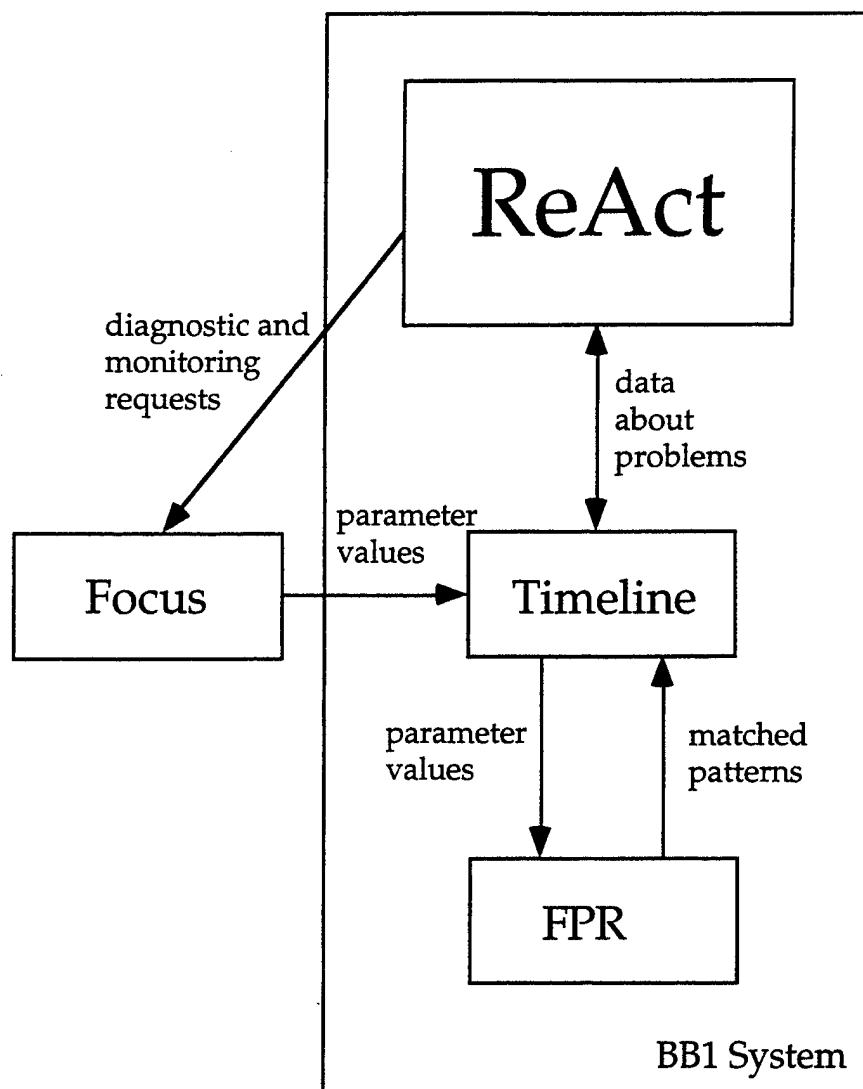 ReAct
diagnostic and
monitoring
requests
data
about
problems
parameter
values
Focus
Timeline
parameter
values
matched
patterns
FPR
BB1 System